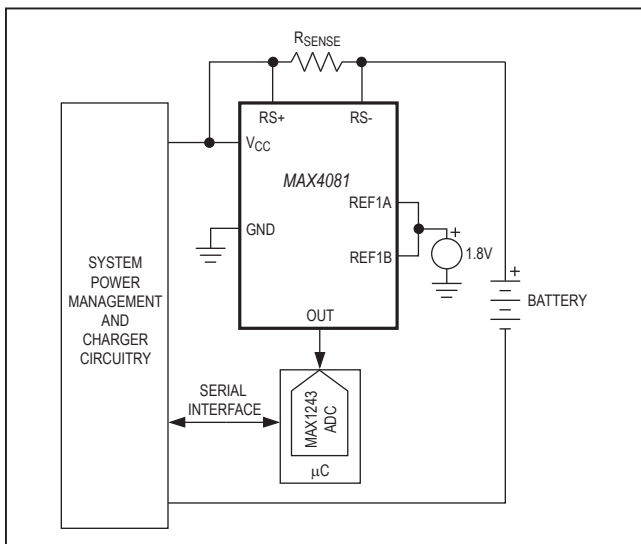 RSENSE
RS+
RS-
VCC
MAX4081
REF1A
GND
REF1B
+
1.8V
OUT
+
BATTERY
SYSTEM
POWER
MANAGEMENT
AND
CHARGER
CIRCUITRY
SERIAL
INTERFACE
MAX1243
ADC
μC